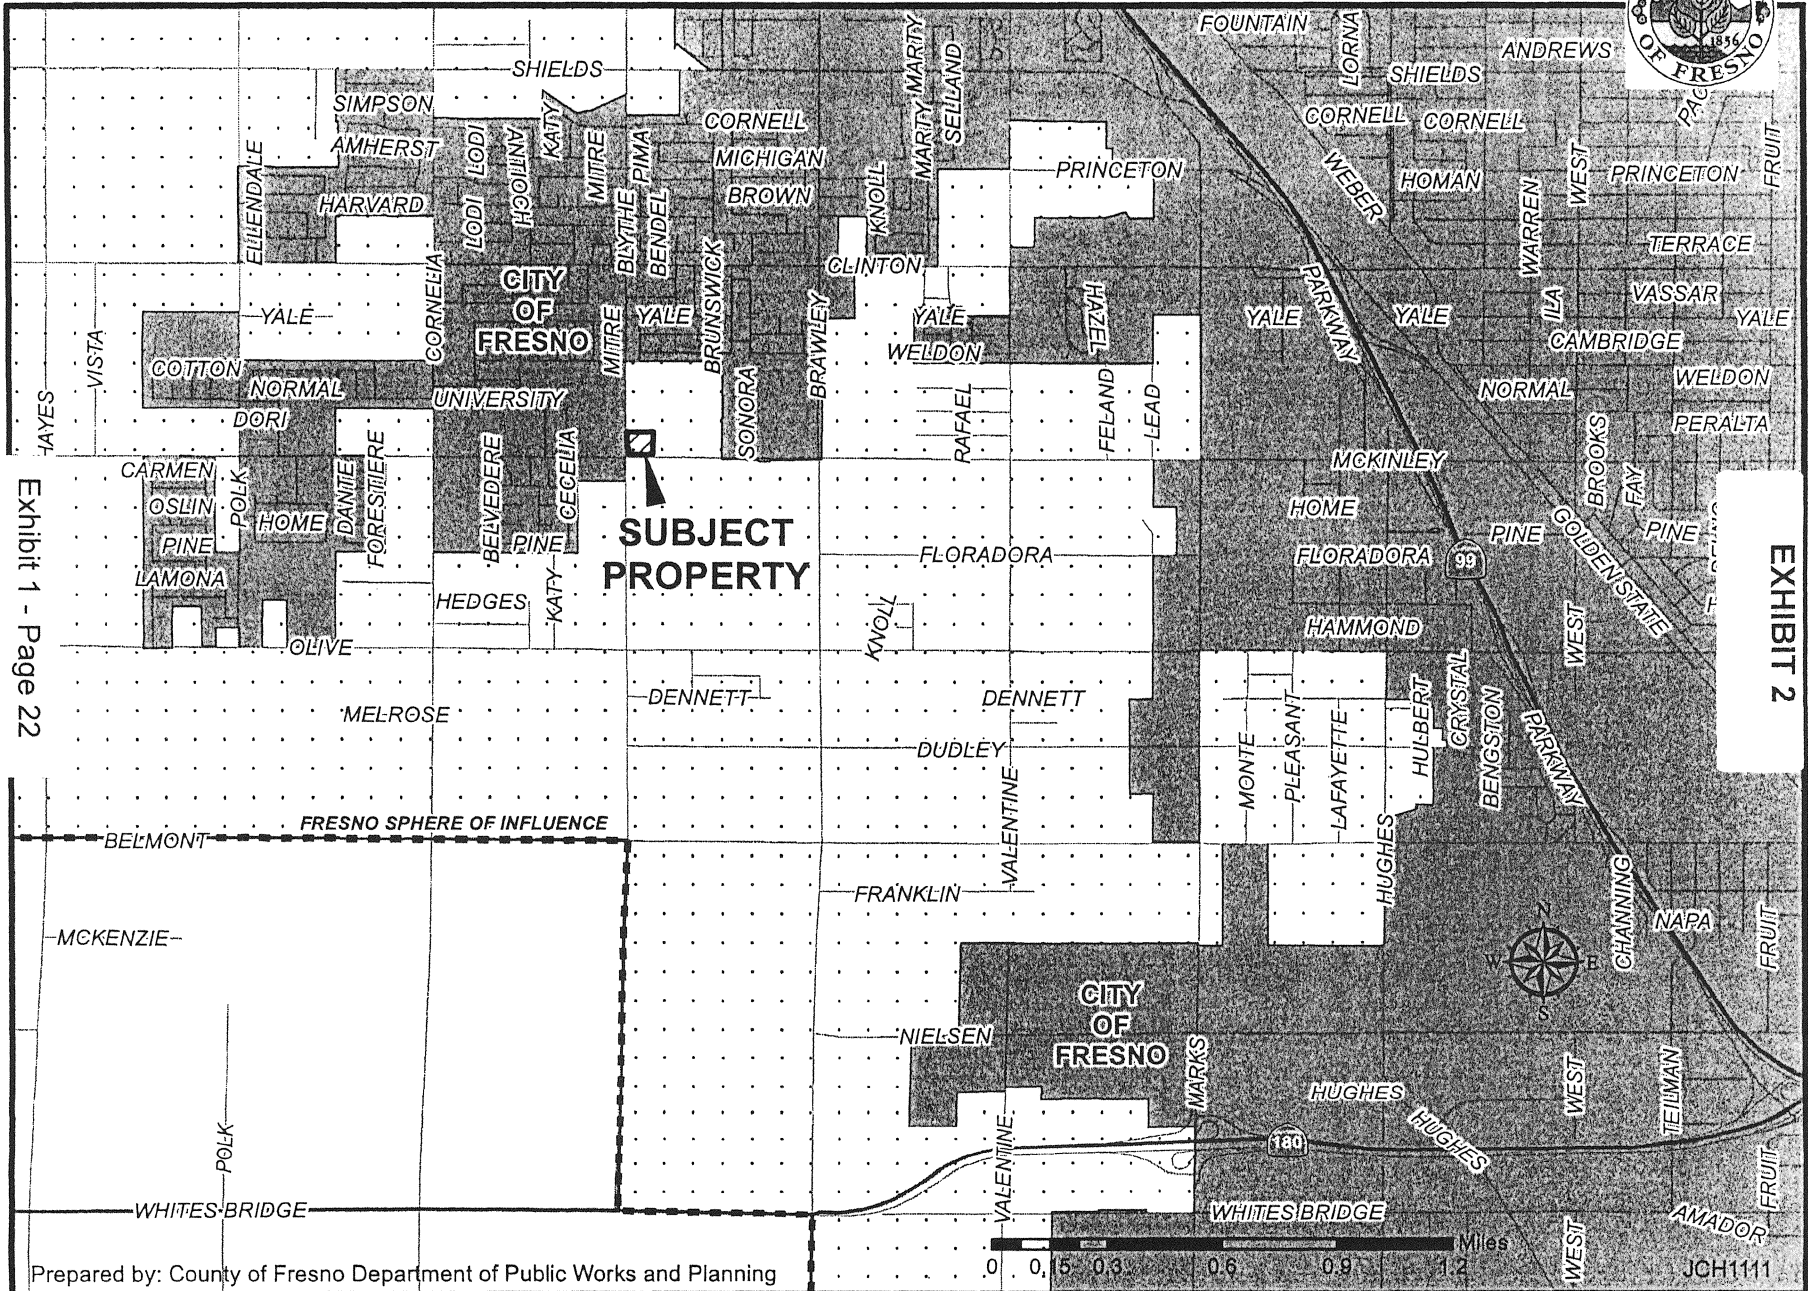 FOUNTAIN
LORNA
ANDREWS
1856
OF FRESNO
SHIELDS
SHIELDS
MARTY
SELLAND
SIMPSON
KATY
CORNELL
CORNELL
CORNELL
AMHERST
LODI
ANTIOCH
MITRE
PIMA
MICHIGAN
MARTY
PRINCETON
WEBER
HOMAN
WEST
PRINCETON
FRUIT
ELLENDALE
HARVARD
LODI
BLYTHE
BENDEL
BROWN
KNOLL
WARREN
TERRACE
CORNELIA
CITY
OF
FRESNO
BRUNSWICK
CLINTON
PARKWAY
VASSAR
YALE
MITRE
YALE
BRAWLEY
YALE
HAZEL
YALE
YALE
ILA
YALE
VISTA
COTTON
NORMAL
WELDON
CAMBRIDGE
UNIVERSITY
NORMAL
WELDON
HAYES
DORI
SONORA
RAFAEL
FELAND
LEAD
PERALTA
CARMEN
FORESTIERE
BELVEDERE
CECELIA
MCKINLEY
BROOKS
FAY
OSLIN
POLK
HOME
DANTE
HOME
PINE
PINE
SUBJECT
PROPERTY
FLORADORA
FLORADORA
99
PINE
GOLDEN STATE
PINE
LAMONA
HEDGES
KATY
KNOLL
HAMMOND
WEST
OLIVE
EXHIBIT 2
Exhibit 1 - Page 22
DENNETT
DENNETT
MELROSE
DUDLEY
MONTE
PLEASANT
LAFAYETTE
HULBERT
CRYSTAL
BENGSTON
PARKWAY
VALENTINE
FRESNO SPHERE OF INFLUENCE
BELMONT
FRANKLIN
HUGHES
CHANNING
NAPA
MCKENZIE
N
W
E
S
FRUIT
CITY
OF
FRESNO
NIELSEN
MARKS
HUGHES
WEST
TEILMAN
POLK
VALENTINE
180
HUGHES
FRUIT
WHITES BRIDGE
WHITES BRIDGE
WEST
AMADOR
Miles
0 0.15 0.3 0.6 0.9 1.2
Prepared by: County of Fresno Department of Public Works and Planning
JCH1111